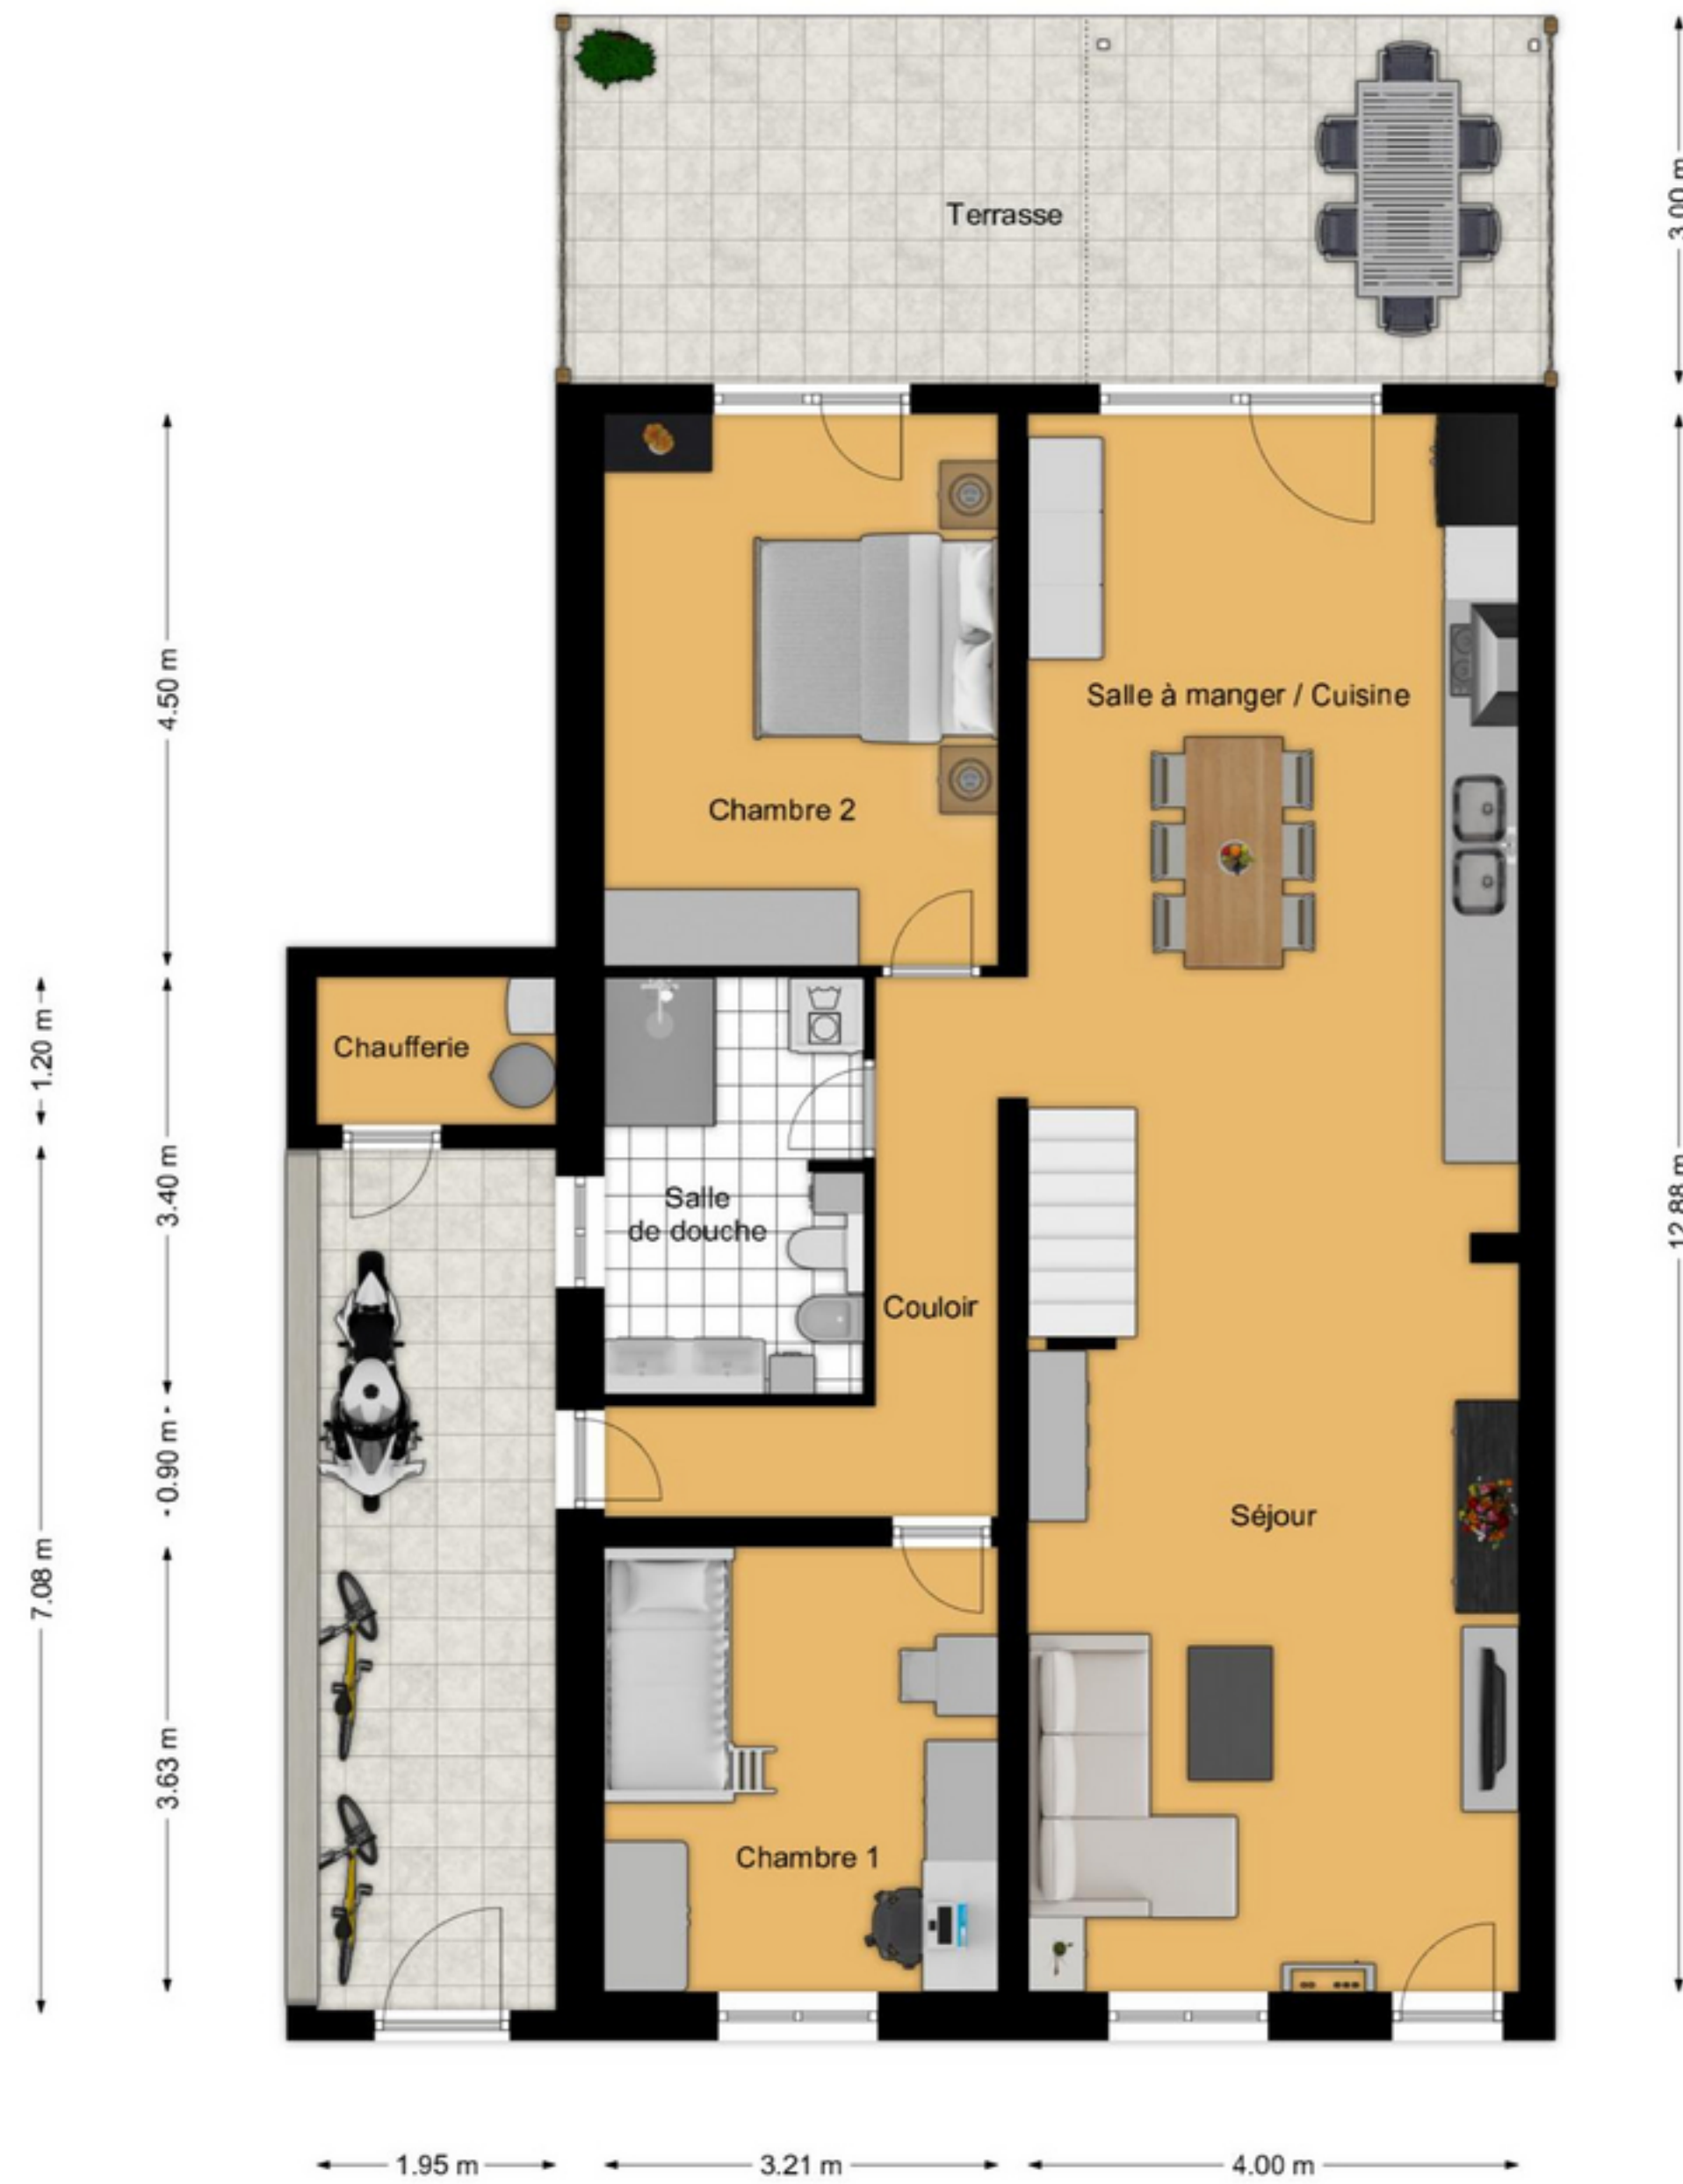 Terrasse
3.00 m
4.50 m
Salle à manger / Cuisine
Chambre 2
Chaufferie
1.20 m
3.40 m
Salle
de douche
12.88 m
Couloir
0.90 m
Séjour
7.08 m
3.63 m
Chambre 1
1.95 m
3.21 m
4.00 m